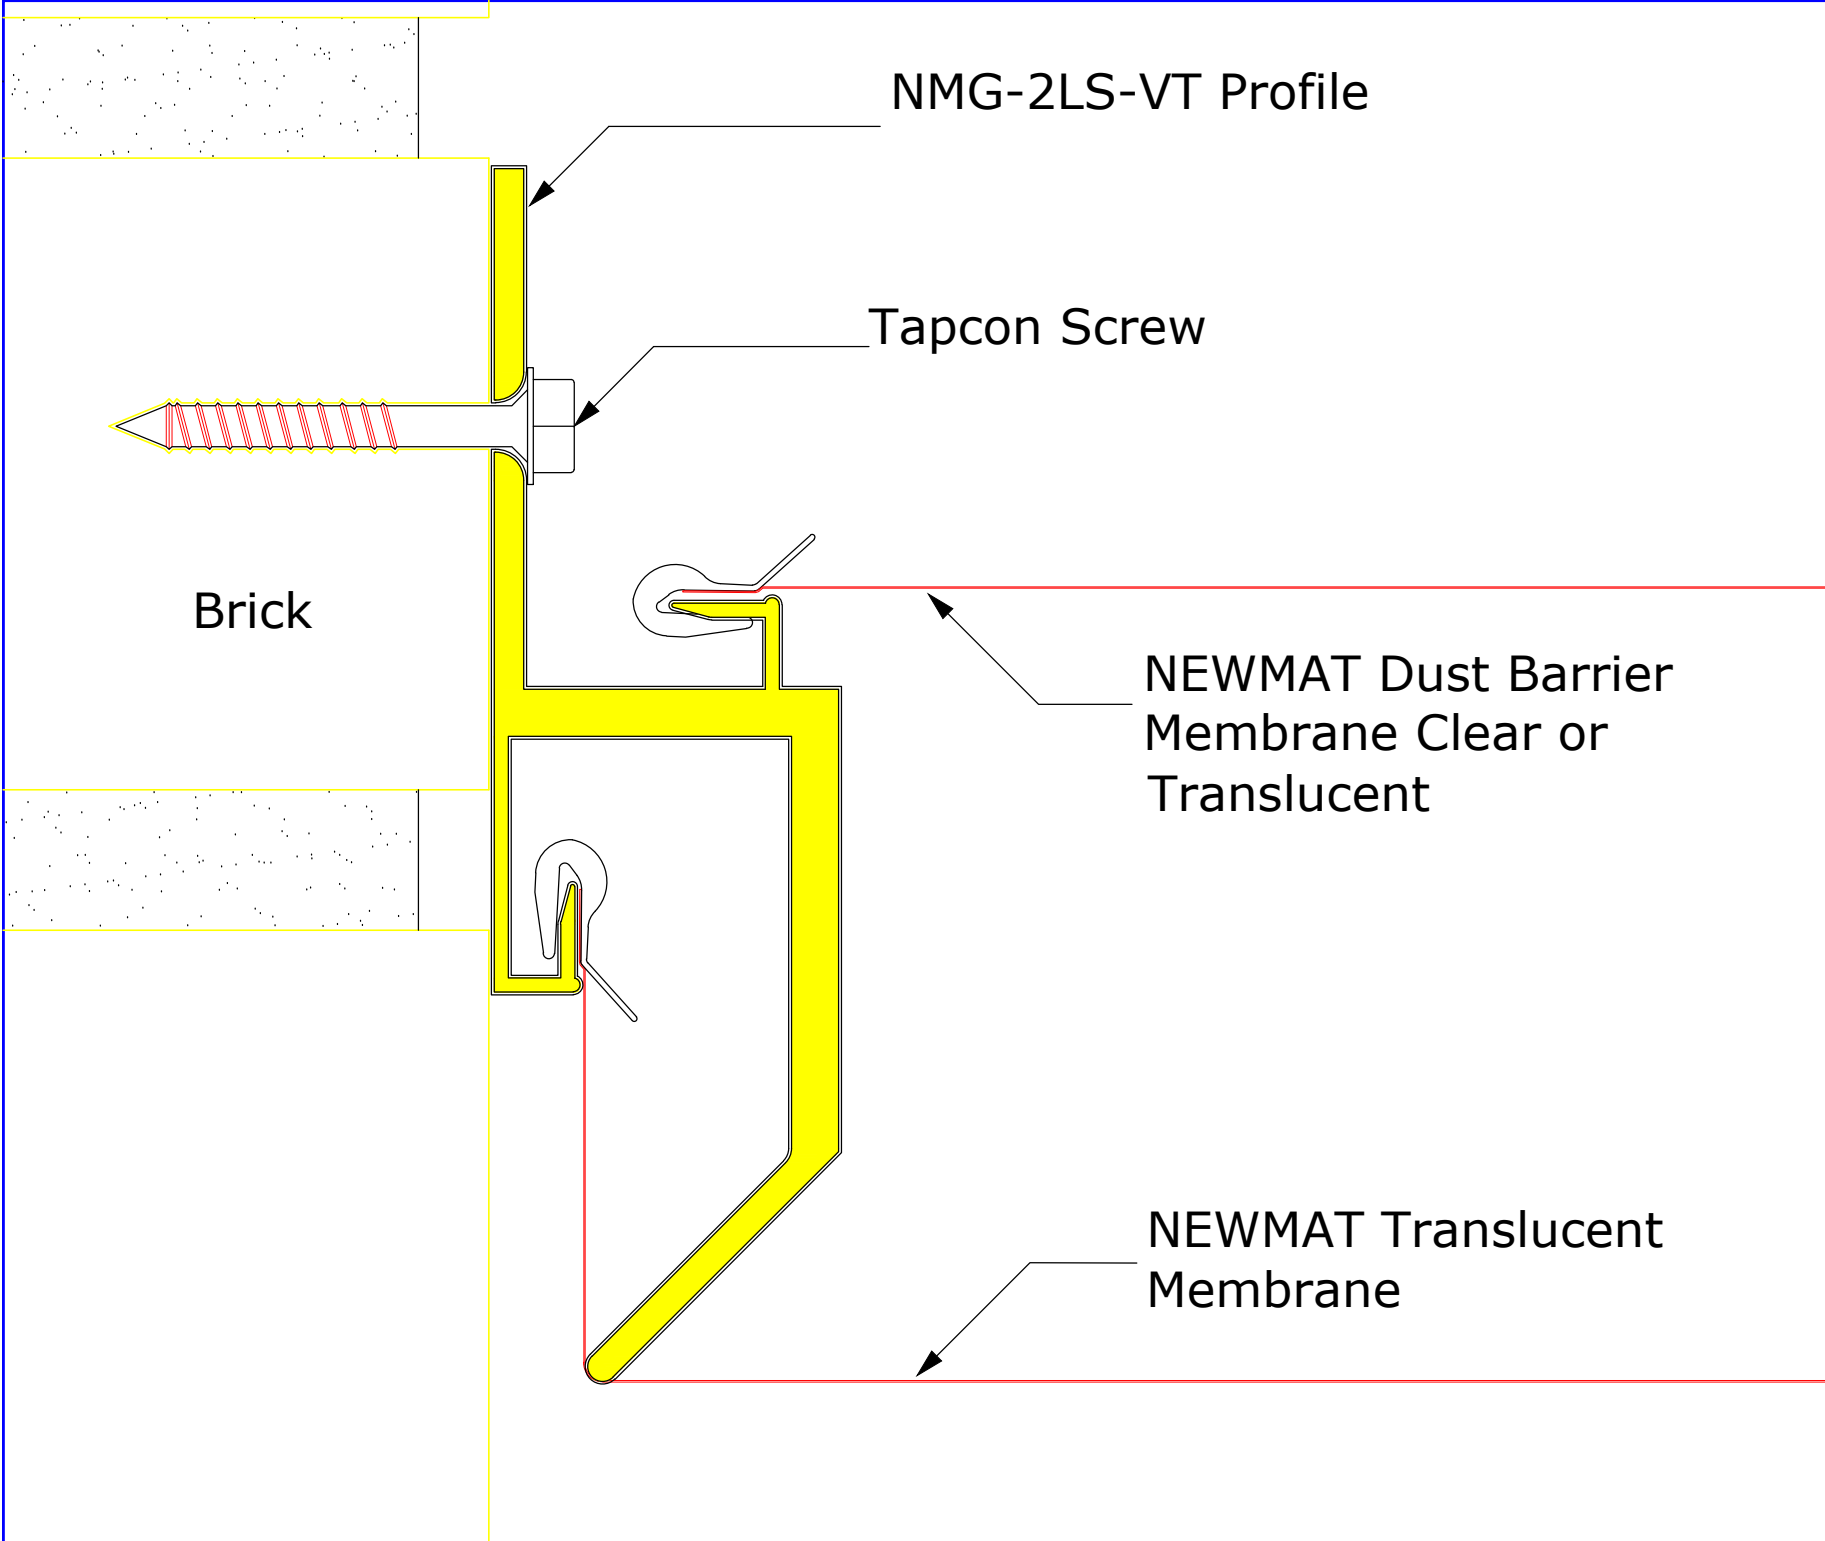 NMG-2LS-VT Profile
Tapcon Screw
Brick
NEWMAT Dust Barrier
Membrane Clear or
Translucent
NEWMAT Translucent
Membrane